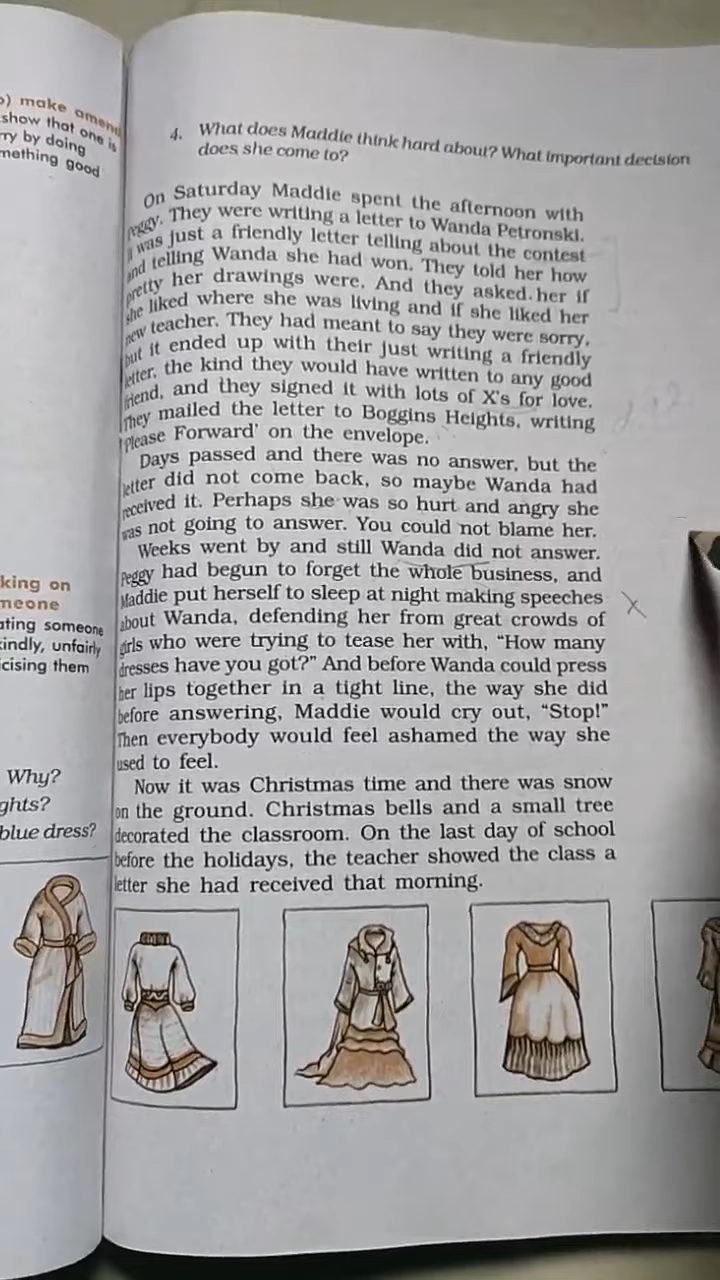 o) make amend
show that one is
rry by doing
mething good
king on
meone
ating someone
kindly, unfairly
icising them
Why?
ghts?
blue dress?
4. What does Maddie think hard about? What important decision
does she come to?
On Saturday Maddie spent the afternoon with
Peggy. They were writing a letter to Wanda Petronski.
It was just a friendly letter telling about the contest
and telling Wanda she had won. They told her how
pretty her drawings were. And they asked her if
she liked where she was living and if she liked her
new teacher. They had meant to say they were sorry,
but it ended up with their just writing a friendly
letter, the kind they would have written to any good
friend, and they signed it with lots of X's for love.
They mailed the letter to Boggins Heights, writing
'Please Forward' on the envelope.
Days passed and there was no answer, but the
letter did not come back, so maybe Wanda had
received it. Perhaps she was so hurt and angry she
was not going to answer. You could not blame her.
Weeks went by and still Wanda did not answer.
Peggy had begun to forget the whole business, and
Maddie put herself to sleep at night making speeches
about Wanda, defending her from great crowds of
girls who were trying to tease her with, “How many
dresses have you got?” And before Wanda could press
her lips together in a tight line, the way she did
before answering, Maddie would cry out, “Stop!”
Then everybody would feel ashamed the way she
used to feel.
Now it was Christmas time and there was snow
on the ground. Christmas bells and a small tree
decorated the classroom. On the last day of school
before the holidays, the teacher showed the class a
letter she had received that morning.